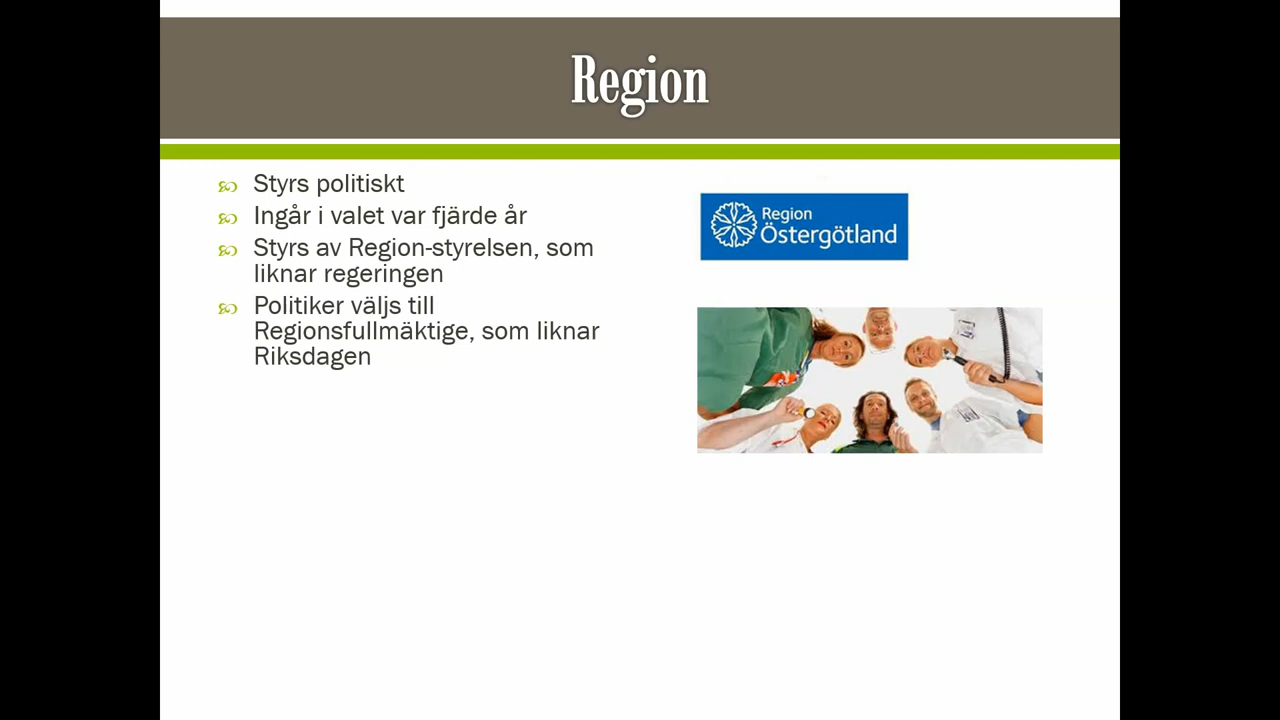 Region
Styrs politiskt
Ingår i valet var fjärde år
Styrs av Region-styrelsen, som
liknar regeringen
Politiker väljs till
Regionsfullmäktige, som liknar
Riksdagen
Region
Östergötland